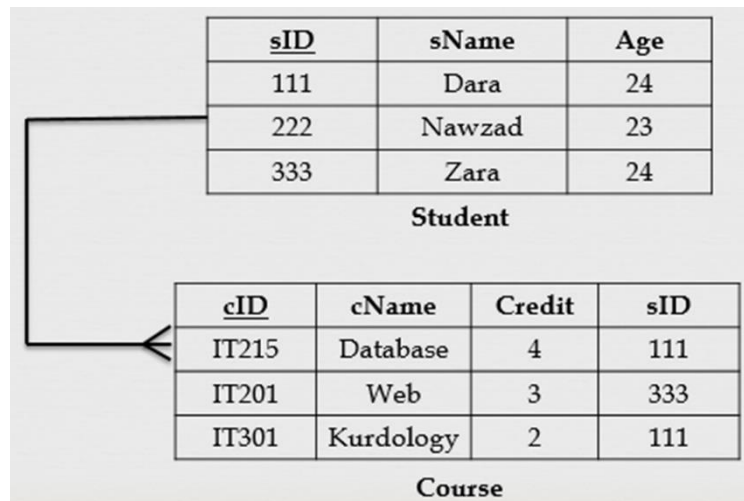 sID sName Age
111 Dara 24
222 Nawzad 23
333 Zara 24
Student
cID cName Credit sID
IT215 Database 4 111
IT201 Web 3 333
IT301 Kurdology 2 111
Course